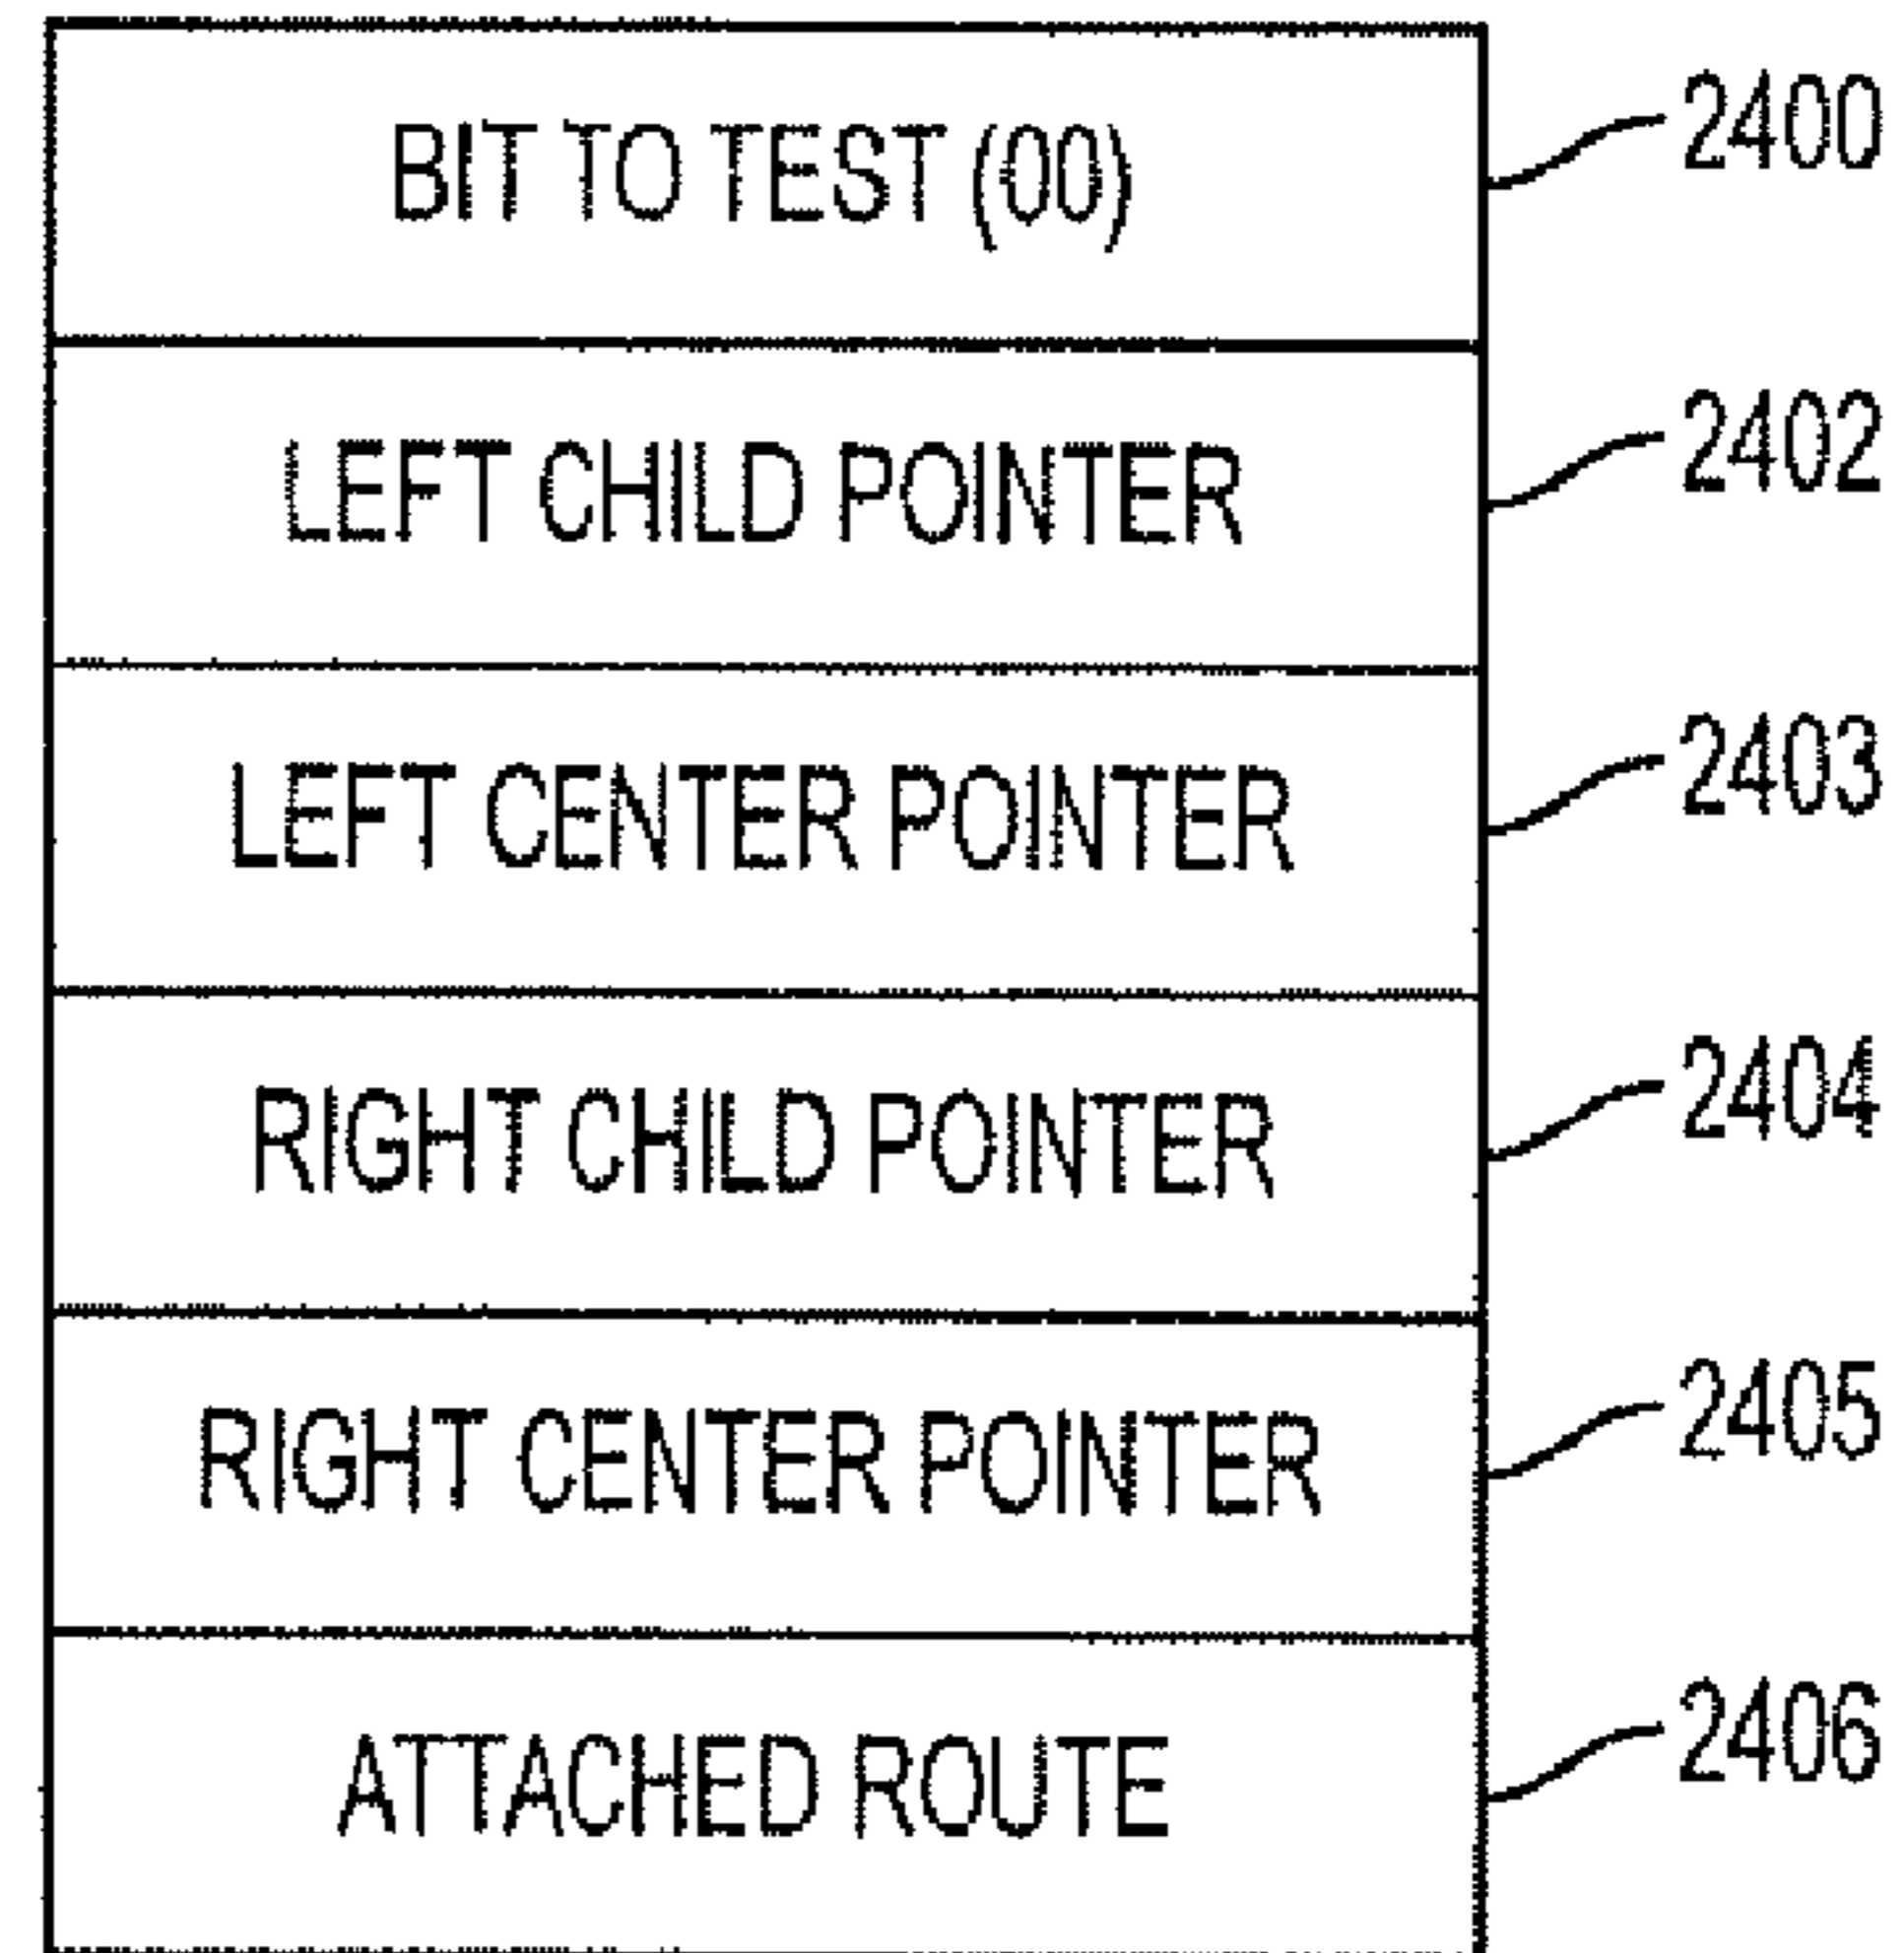 BIT TO TEST (00) 2400
LEFT CHILD POINTER 2402
LEFT CENTER POINTER 2403
RIGHT CHILD POINTER 2404
RIGHT CENTER POINTER 2405
ATTACHED ROUTE 2406